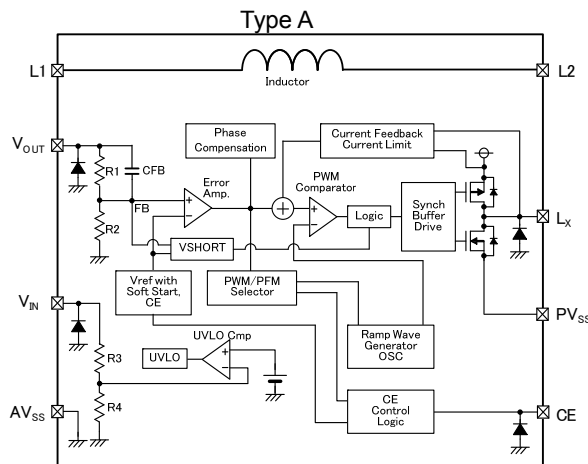 Type A
L1
L2
Inductor
VOUT
R1
CFB
FB
R2
Phase
Compensation
Error
Amp.
Current Feedback
Current Limit
PWM
Comparator
Logic
Synch
Buffer
Drive
LX
VSHORT
Vref with
Soft Start,
CE
PWM/PFM
Selector
Ramp Wave
Generator
OSC
PVSS
VIN
R3
R4
UVLO
UVLO Cmp
CE
Control
Logic
AVSS
CE